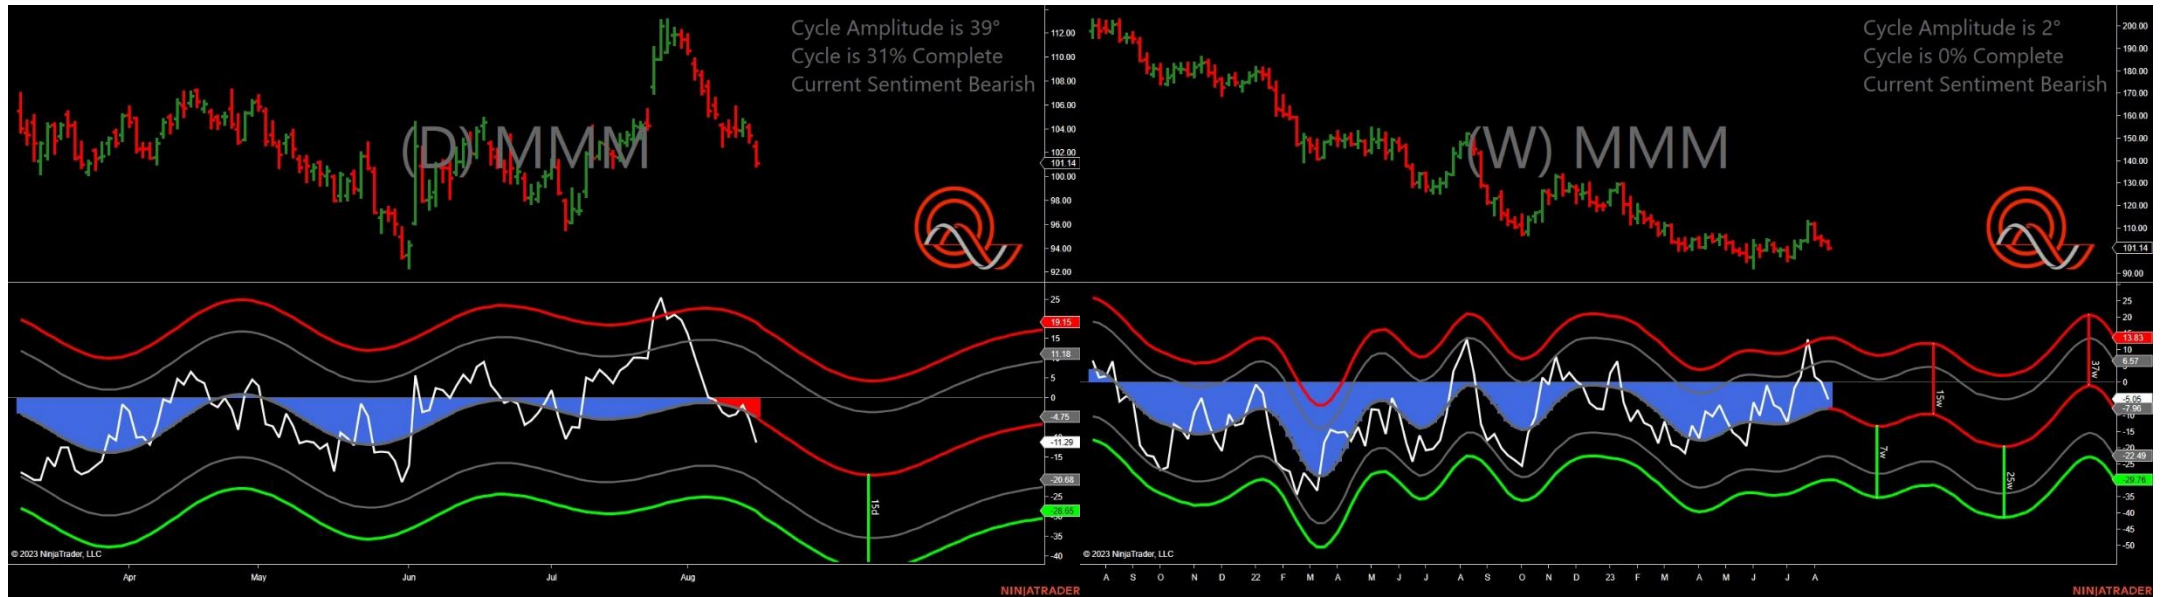 Cycle Amplitude is 39°
Cycle is 31% Complete
Current Sentiment Bearish
(D) MMM
112.00
110.00
108.00
106.00
104.00
102.00
101.14
100.00
98.00
96.00
94.00
92.00
25
19.15
15
11.18
5
0
-4.75
-11.29
-15
-20.68
-25
-28.65
-35
-40
15d
© 2023 NinjaTrader, LLC
Apr May Jun Jul Aug
NINJATRADER
Cycle Amplitude is 2°
Cycle is 0% Complete
Current Sentiment Bearish
(W) MMM
200.00
190.00
180.00
170.00
160.00
150.00
140.00
130.00
120.00
110.00
101.14
90.00
25
20
13.83
10
6.57
0
-5.05
-7.96
-15
-22.49
-25
-29.76
-35
-40
-45
-50
7w
15w
25w
37w
© 2023 NinjaTrader, LLC
A S O N D 22 F M A M J J A S O N D 23 F M A M J J A
NINJATRADER